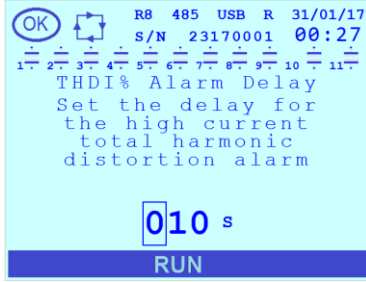 OK R8 485 USB R 31/01/17
S/N 23170001 00:27
1 2 3 4 5 6 7 8 9 10 11
THDI% Alarm Delay
Set the delay for
the high current
total harmonic
distortion alarm
010 s
RUN